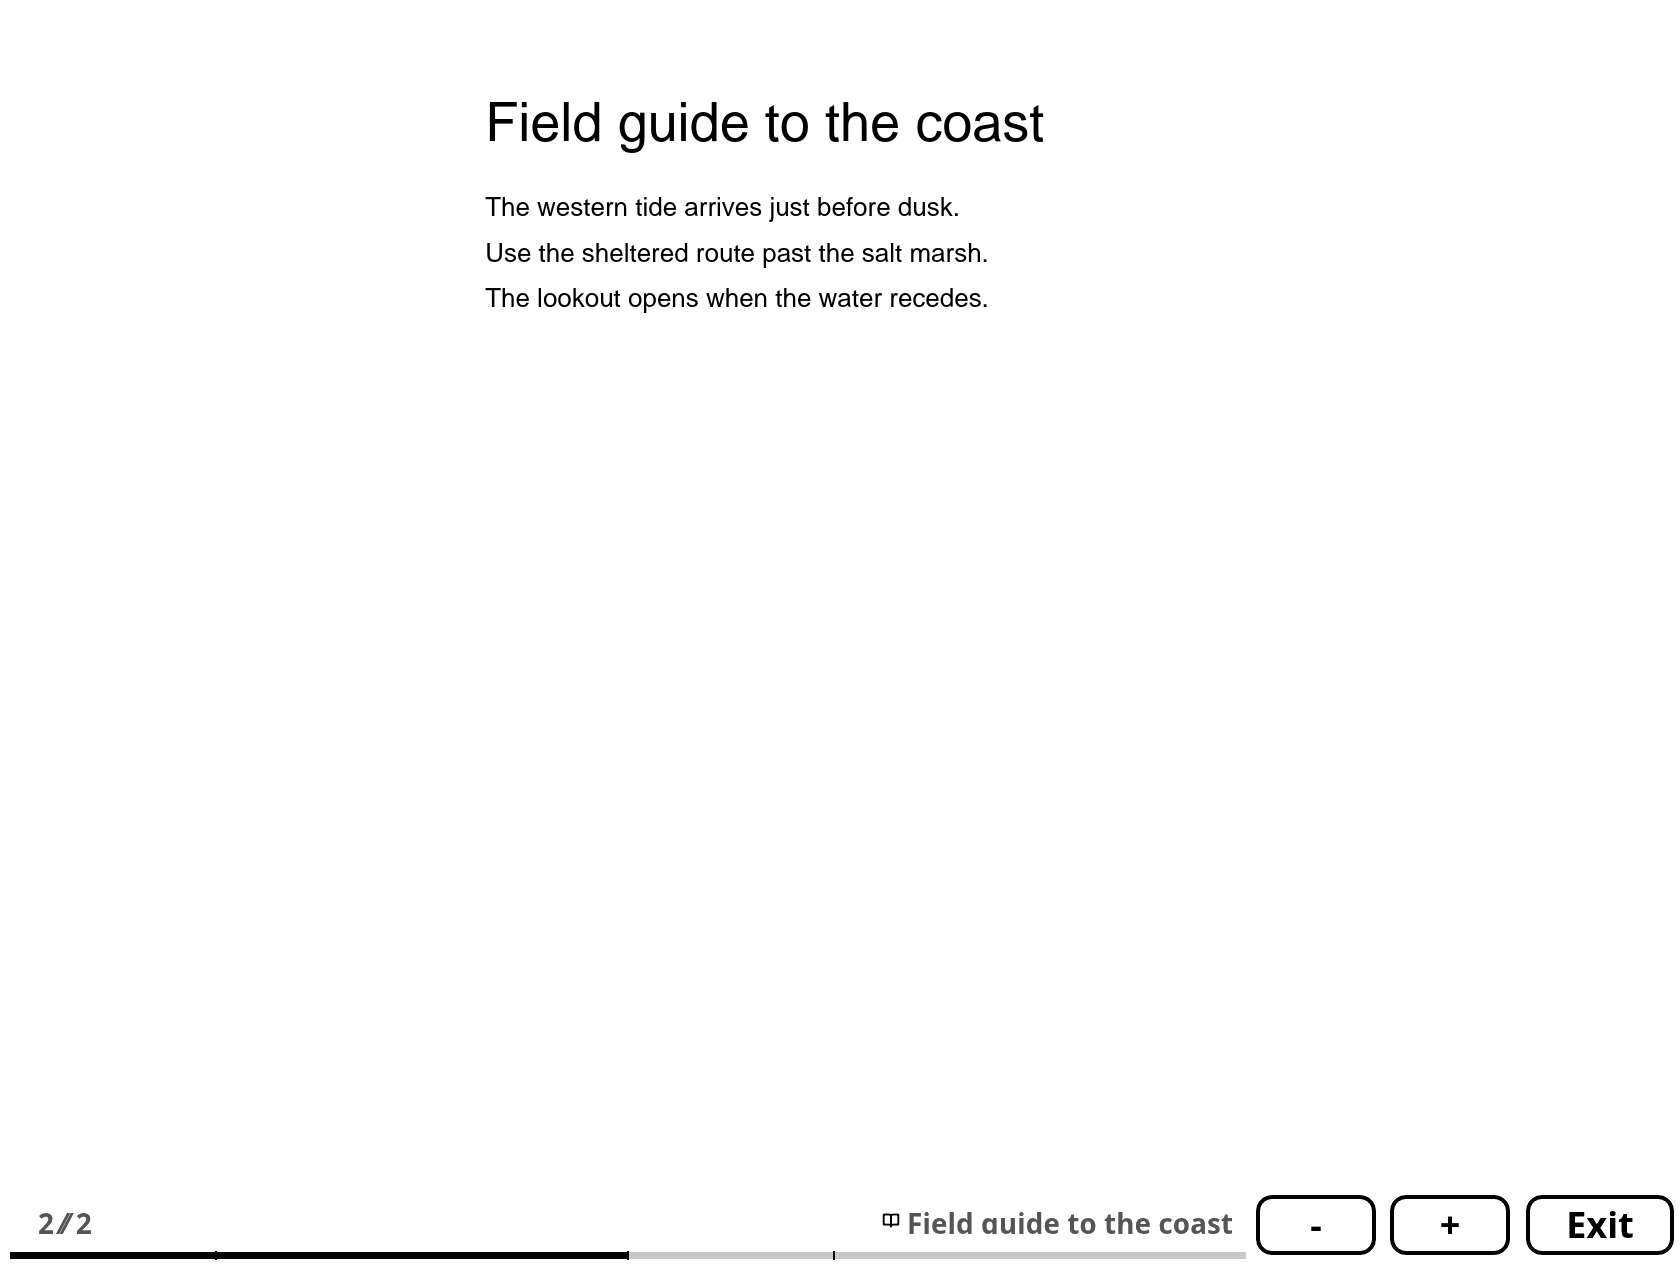 Field guide to the coast
The western tide arrives just before dusk.
Use the sheltered route past the salt marsh.
The lookout opens when the water recedes.
2//2
Field guide to the coast
-
+
Exit